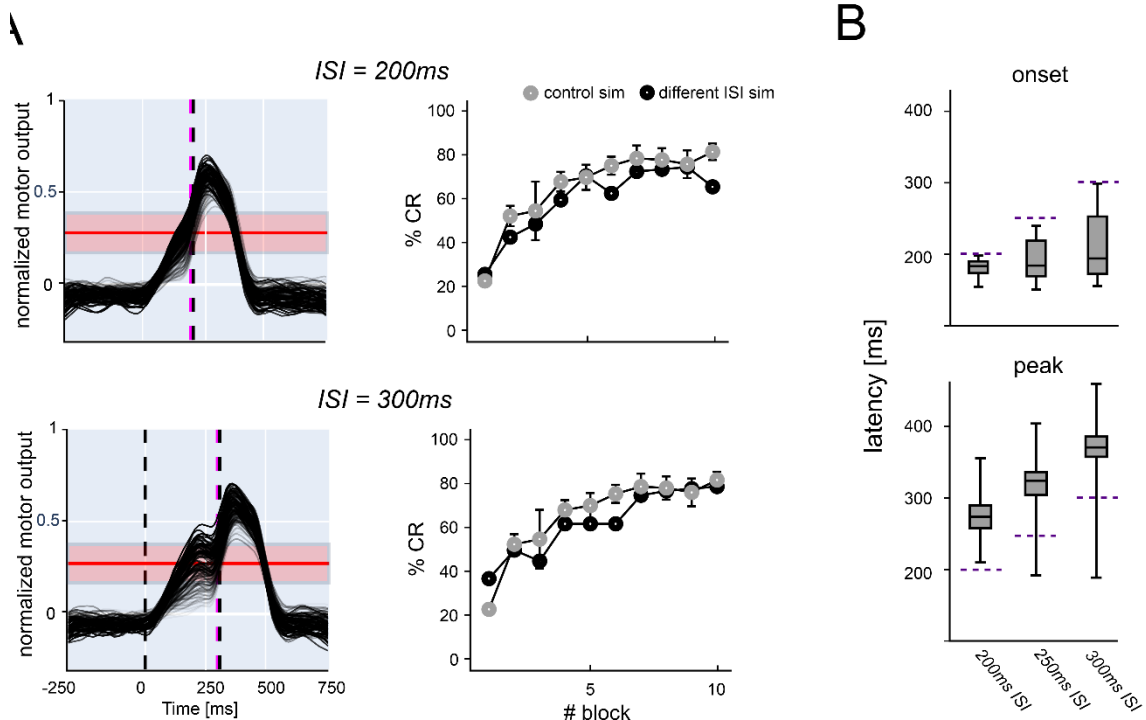 A
B
ISI = 200ms
control sim
different ISI sim
normalized motor output
1
0.5
0
% CR
100
80
60
40
20
0
ISI = 300ms
normalized motor output
1
0.5
0
-250
0
250
500
750
Time [ms]
% CR
100
80
60
40
20
0
5
10
# block
onset
400
300
200
latency [ms]
peak
400
300
200
200ms ISI
250ms ISI
300ms ISI